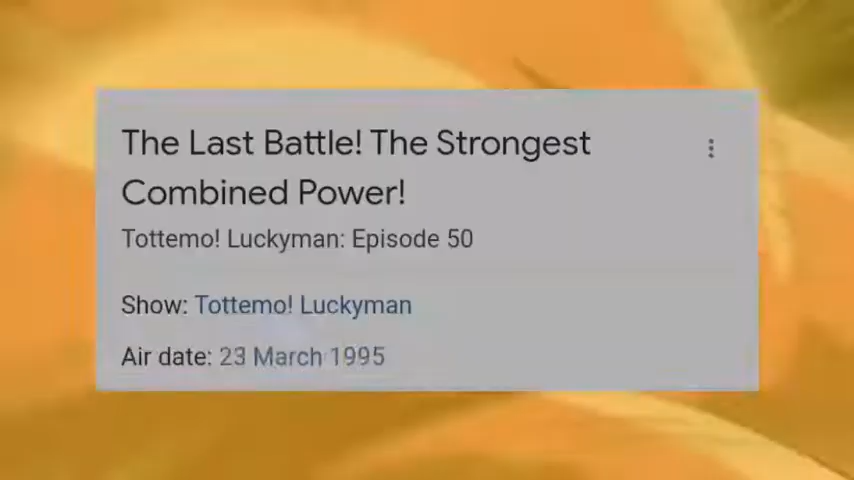 The Last Battle! The Strongest
Combined Power!
Tottemo! Luckyman: Episode 50
Show: Tottemo! Luckyman
Air date: 23 March 1995